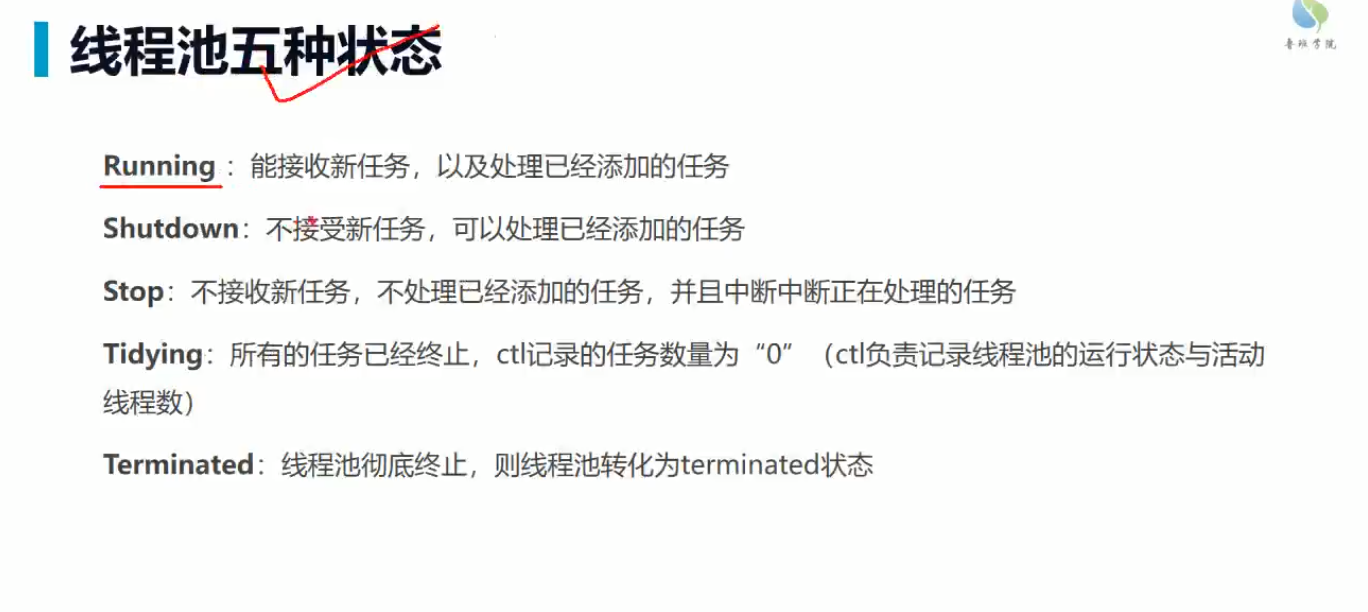 线程池五种状态
鲁班学院
Running ：能接收新任务，以及处理已经添加的任务
Shutdown：不接受新任务，可以处理已经添加的任务
Stop：不接收新任务，不处理已经添加的任务，并且中断中断正在处理的任务
Tidying：所有的任务已经终止，ctl记录的任务数量为“0”（ctl负责记录线程池的运行状态与活动
线程数）
Terminated：线程池彻底终止，则线程池转化为terminated状态